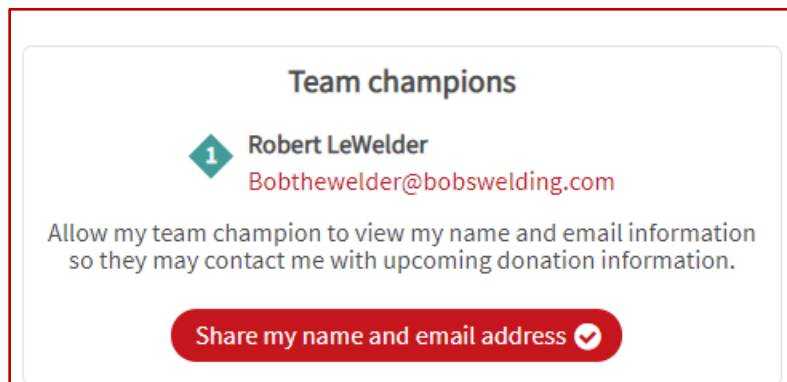 Team champions
1
Robert LeWelder
Bobthewelder@bobswelding.com
Allow my team champion to view my name and email information
so they may contact me with upcoming donation information.
Share my name and email address